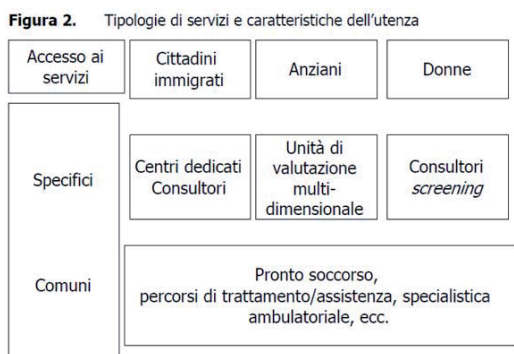 Figura 2. Tipologie di servizi e caratteristiche dell'utenza
Accesso ai
servizi
Cittadini
immigrati
Anziani
Donne
Specifici
Centri dedicati
Consultori
Unità di
valutazione
multi-
dimensionale
Consultori
screening
Comuni
Pronto soccorso,
percorsi di trattamento/assistenza, specialistica
ambulatoriale, ecc.